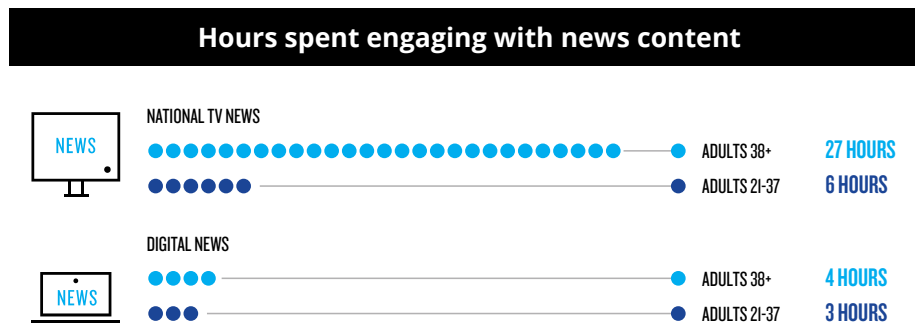 Hours spent engaging with news content
NATIONAL TV NEWS
NEWS
ADULTS 38+ 27 HOURS
ADULTS 21-37 6 HOURS
DIGITAL NEWS
NEWS
ADULTS 38+ 4 HOURS
ADULTS 21-37 3 HOURS